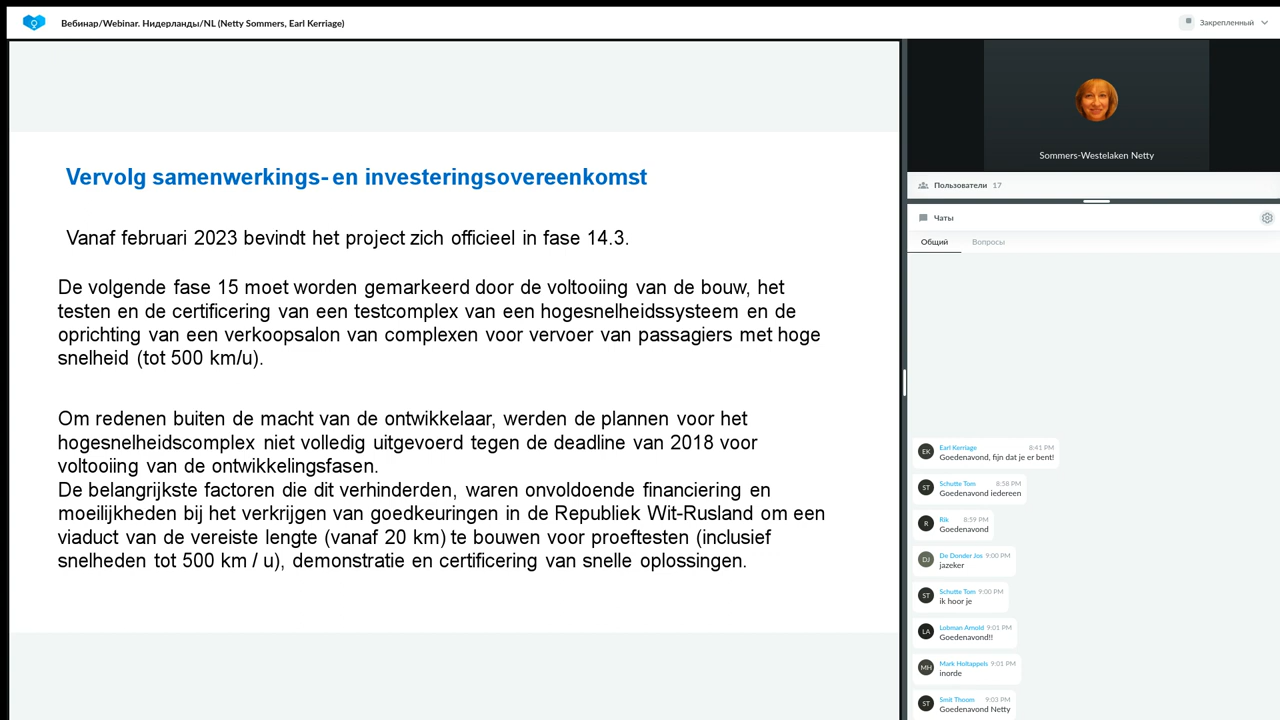 Вебинар/Webinar. Нидерланды/NL (Netty Sommers, Earl Kerriage)
Закрепленный
Vervolg samenwerkings- en investeringsovereenkomst
Vanaf februari 2023 bevindt het project zich officieel in fase 14.3.
De volgende fase 15 moet worden gemarkeerd door de voltooiing van de bouw, het
testen en de certificering van een testcomplex van een hogesnelheidssysteem en de
oprichting van een verkoopsalon van complexen voor vervoer van passagiers met hoge
snelheid (tot 500 km/u).
Om redenen buiten de macht van de ontwikkelaar, werden de plannen voor het
hogesnelheidscomplex niet volledig uitgevoerd tegen de deadline van 2018 voor
voltooiing van de ontwikkelingsfasen.
De belangrijkste factoren die dit verhinderden, waren onvoldoende financiering en
moeilijkheden bij het verkrijgen van goedkeuringen in de Republiek Wit-Rusland om een
viaduct van de vereiste lengte (vanaf 20 km) te bouwen voor proeftesten (inclusief
snelheden tot 500 km / u), demonstratie en certificering van snelle oplossingen.
Sommers-Westelaken Netty
Пользователи 17
Чаты
Общий Вопросы
EK Earl Kerriage 8:41 PM
Goedenavond, fijn dat je er bent!
ST Schutte Tom 8:58 PM
Goedenavond iedereen
R Rik 8:59 PM
Goedenavond
DJ De Donder Jos 9:00 PM
jazeker
ST Schutte Tom 9:00 PM
ik hoor je
LA Lobman Arnold 9:01 PM
Goedenavond!!
MH Mark Holtappels 9:01 PM
inorde
ST Smit Thoom 9:03 PM
Goedenavond Netty